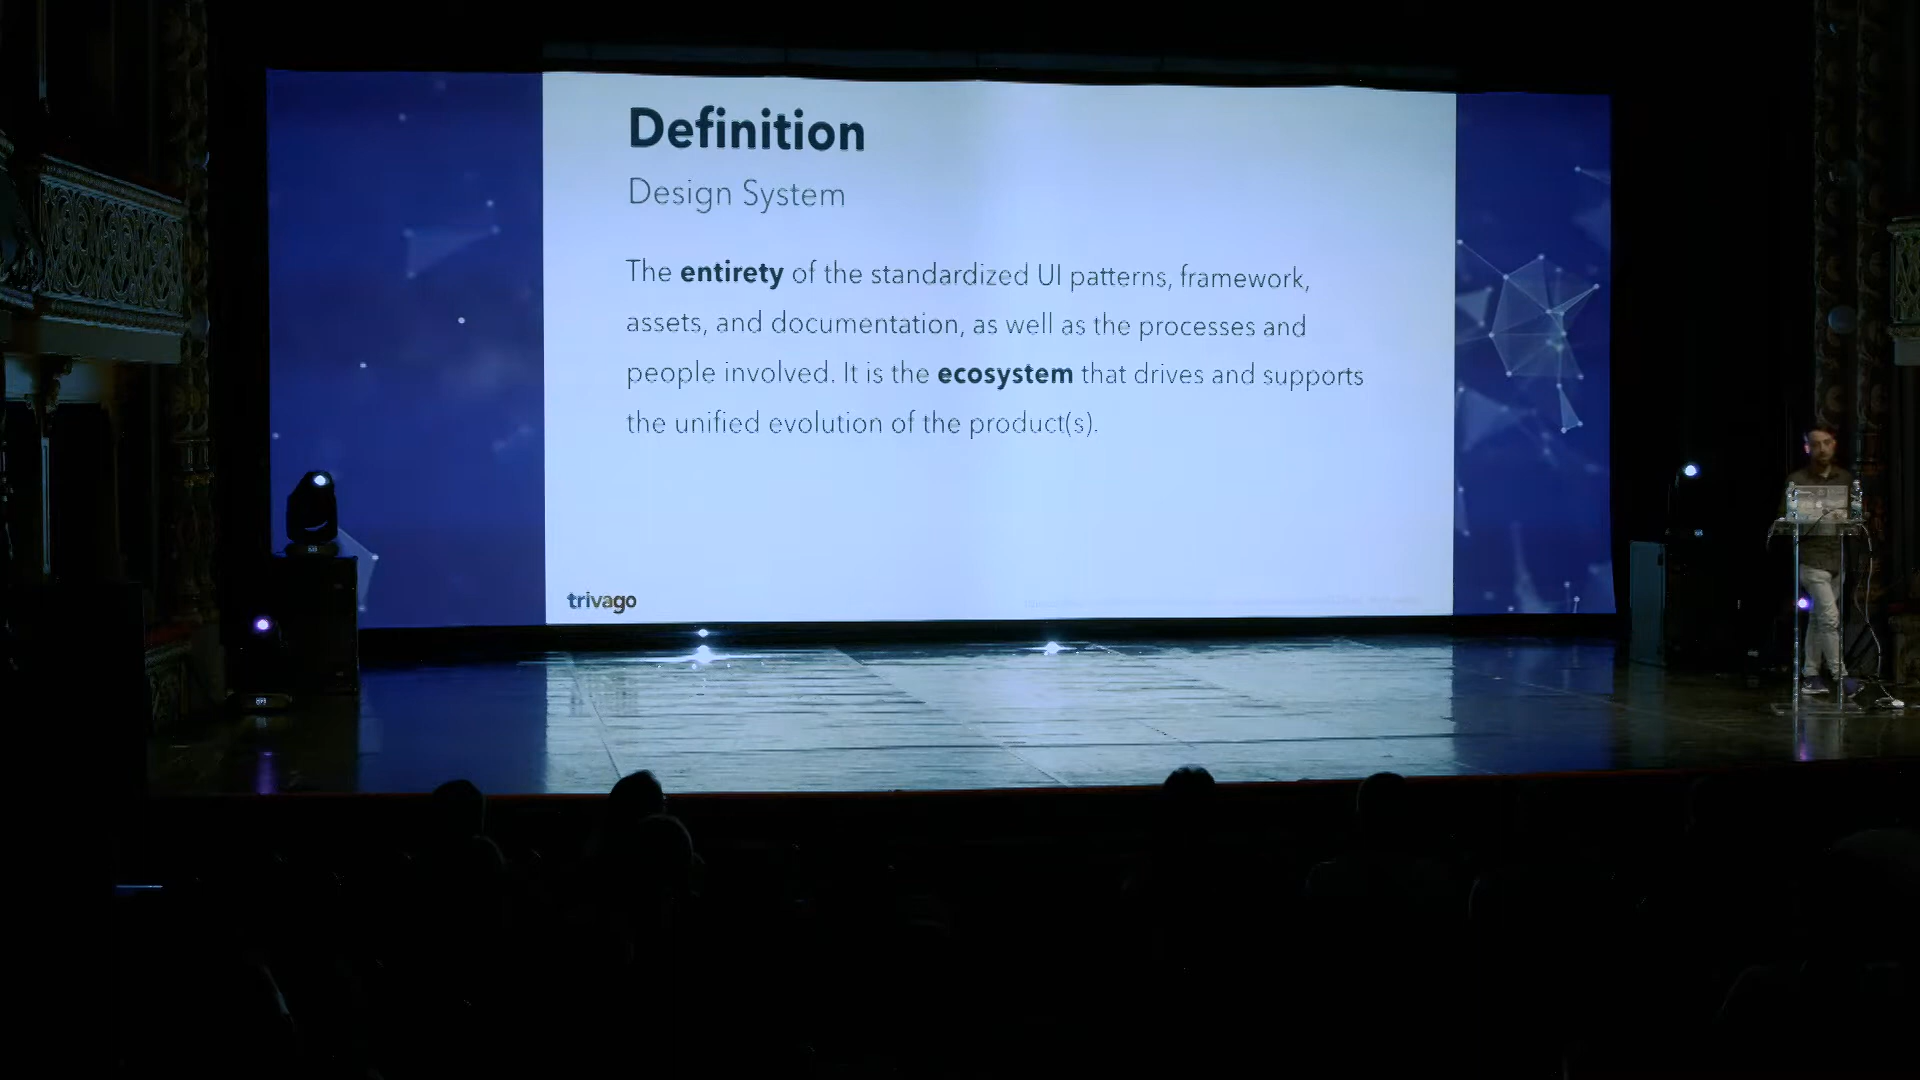 Definition
Design System
The entirety of the standardized UI patterns, framework,
assets, and documentation, as well as the processes and
people involved. It is the ecosystem that drives and supports
the unified evolution of the product(s).
trivago